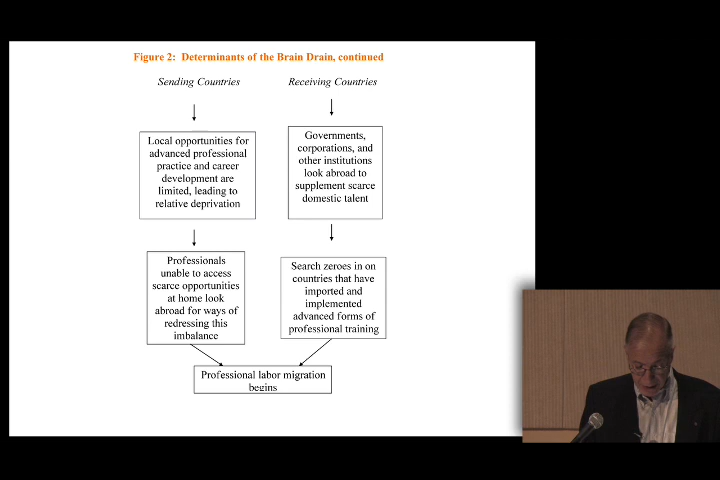 Figure 2: Determinants of the Brain Drain, continued
Sending Countries
Receiving Countries
Local opportunities for
advanced professional
practice and career
development are
limited, leading to
relative deprivation
Governments,
corporations, and
other institutions
look abroad to
supplement scarce
domestic talent
Professionals
unable to access
scarce opportunities
at home look
abroad for ways of
redressing this
imbalance
Search zeroes in on
countries that have
imported and
implemented
advanced forms of
professional training
Professional labor migration
begins